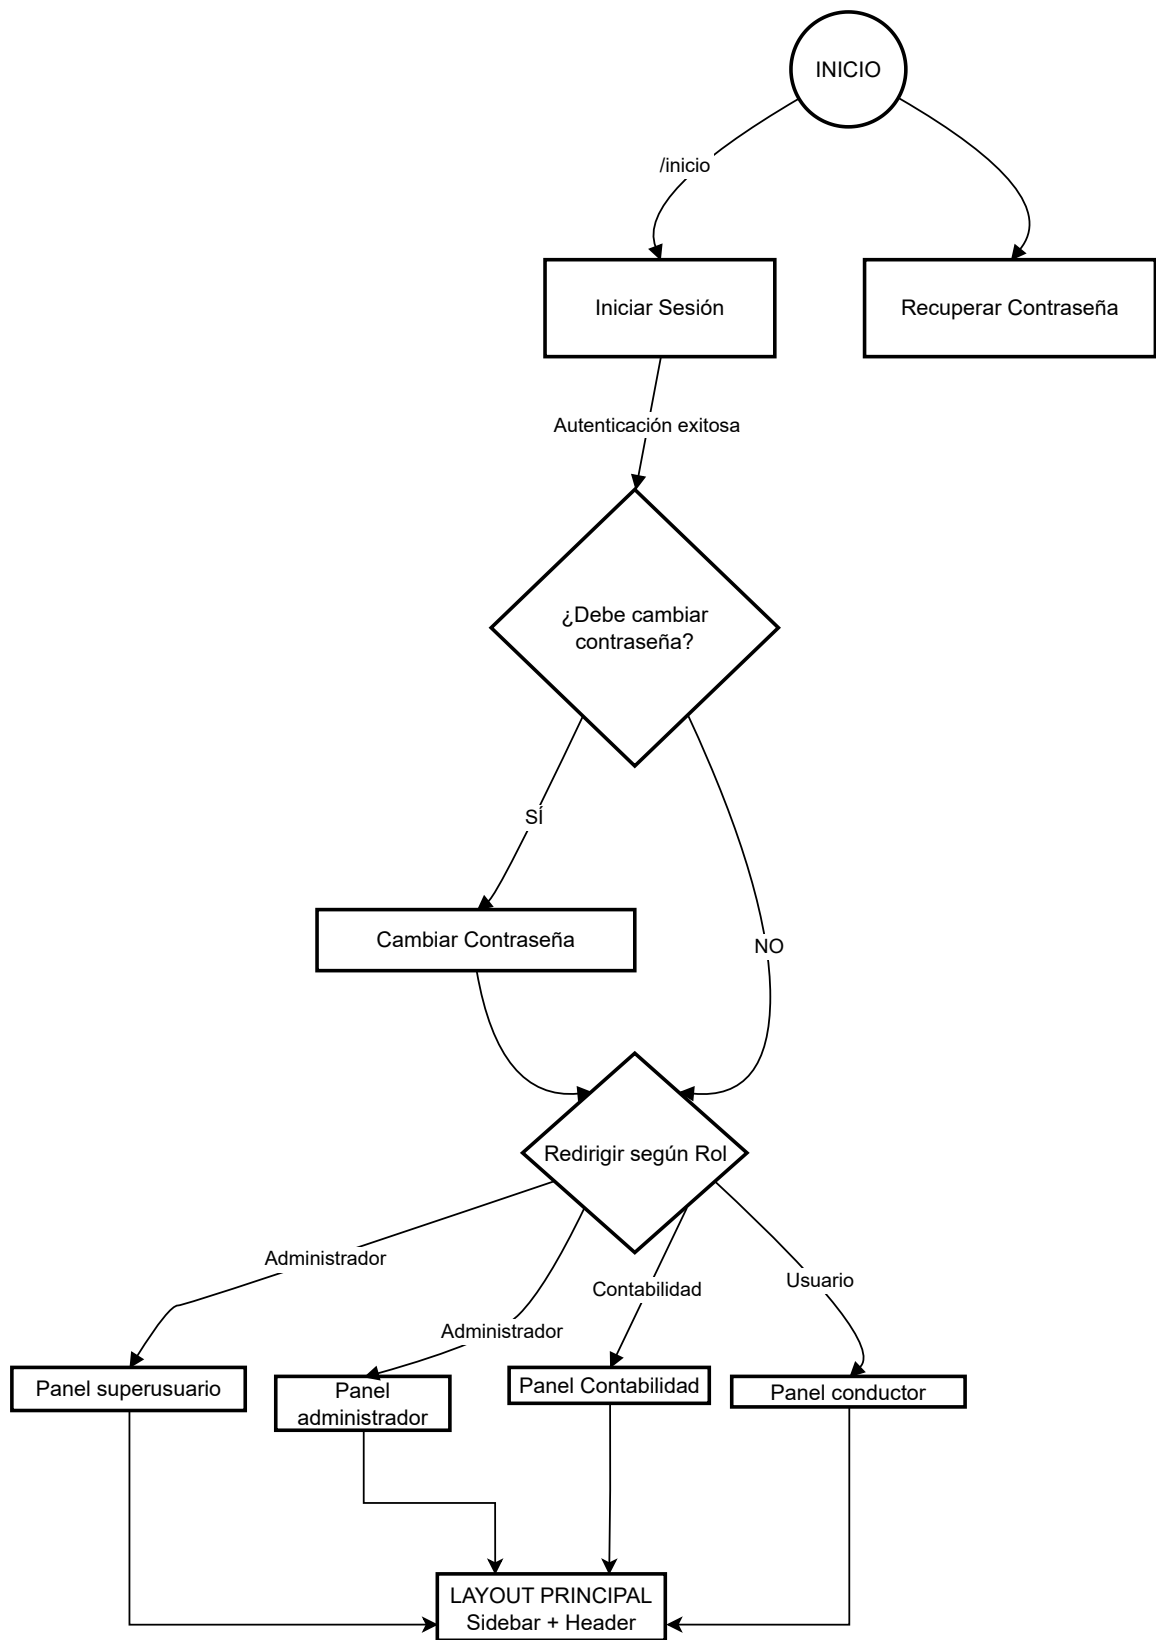 INICIO
/inicio
Iniciar Sesión
Recuperar Contraseña
Autenticación exitosa
¿Debe cambiar
contraseña?
SÍ
Cambiar Contraseña
NO
Redirigir según Rol
Administrador
Administrador
Contabilidad
Usuario
Panel superusuario
Panel
administrador
Panel Contabilidad
Panel conductor
LAYOUT PRINCIPAL
Sidebar + Header